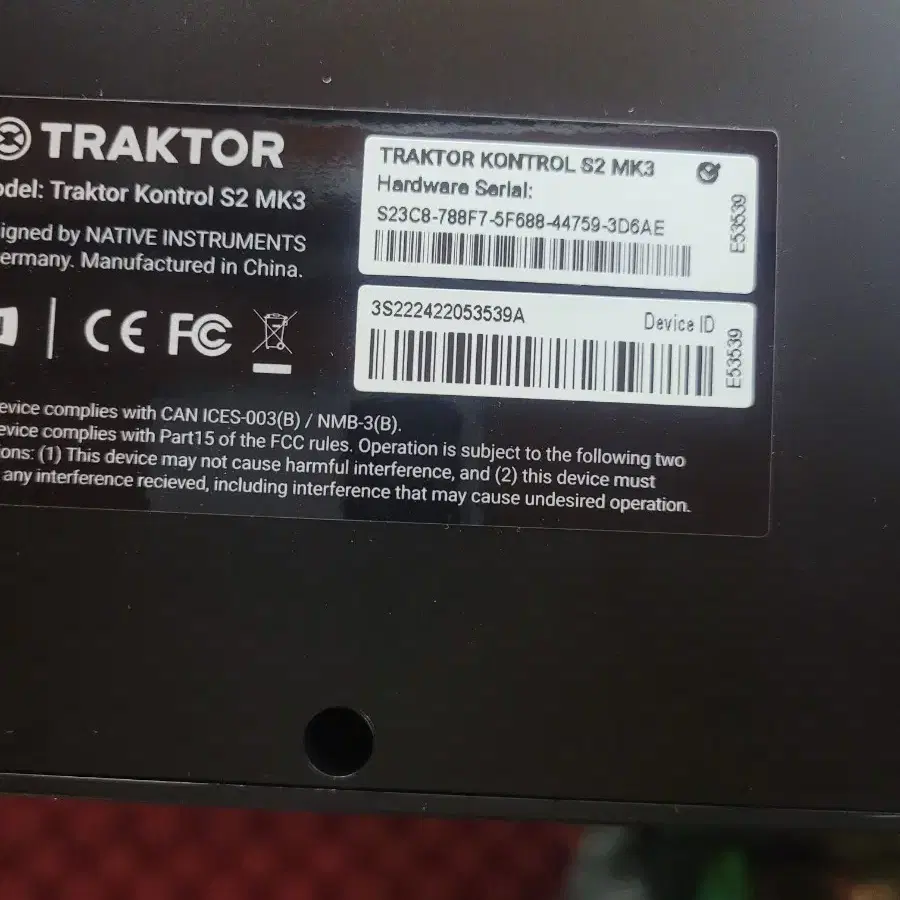 TRAKTOR
odel: Traktor Kontrol S2 MK3
igned by NATIVE INSTRUMENTS
ermany. Manufactured in China.
CE FC
TRAKTOR KONTROL S2 MK3
Hardware Serial:
S23C8-788F7-5F688-44759-3D6AE
E53539
3S222422053539A
Device ID
E53539
evice complies with CAN ICES-003(B) / NMB-3(B).
evice complies with Part15 of the FCC rules. Operation is subject to the following two
ons: (1) This device may not cause harmful interference, and (2) this device must
any interference recieved, including interference that may cause undesired operation.